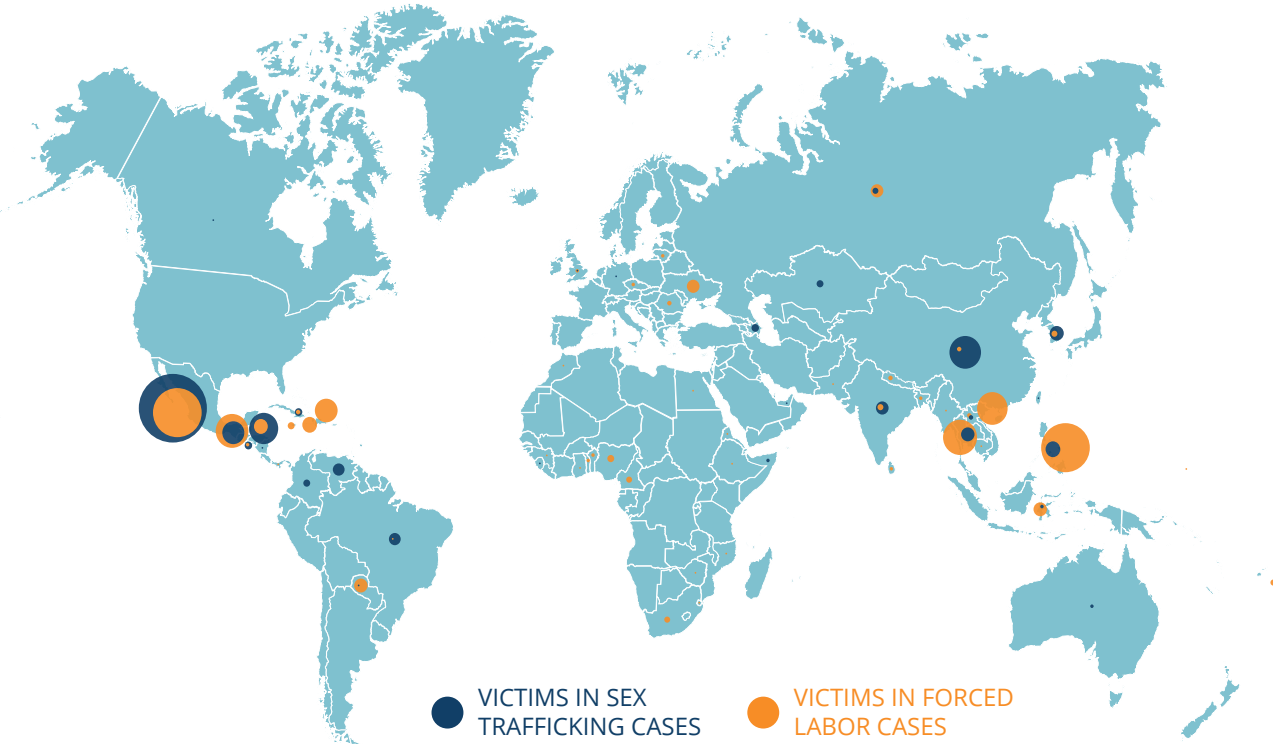 VICTIMS IN SEX
TRAFFICKING CASES
VICTIMS IN FORCED
LABOR CASES